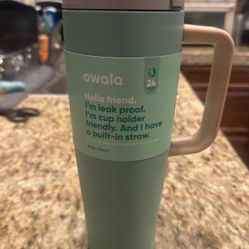 owala
24
Hello friend.
I'm leak proof.
I'm cup holder
friendly. And I have
a built-in straw.